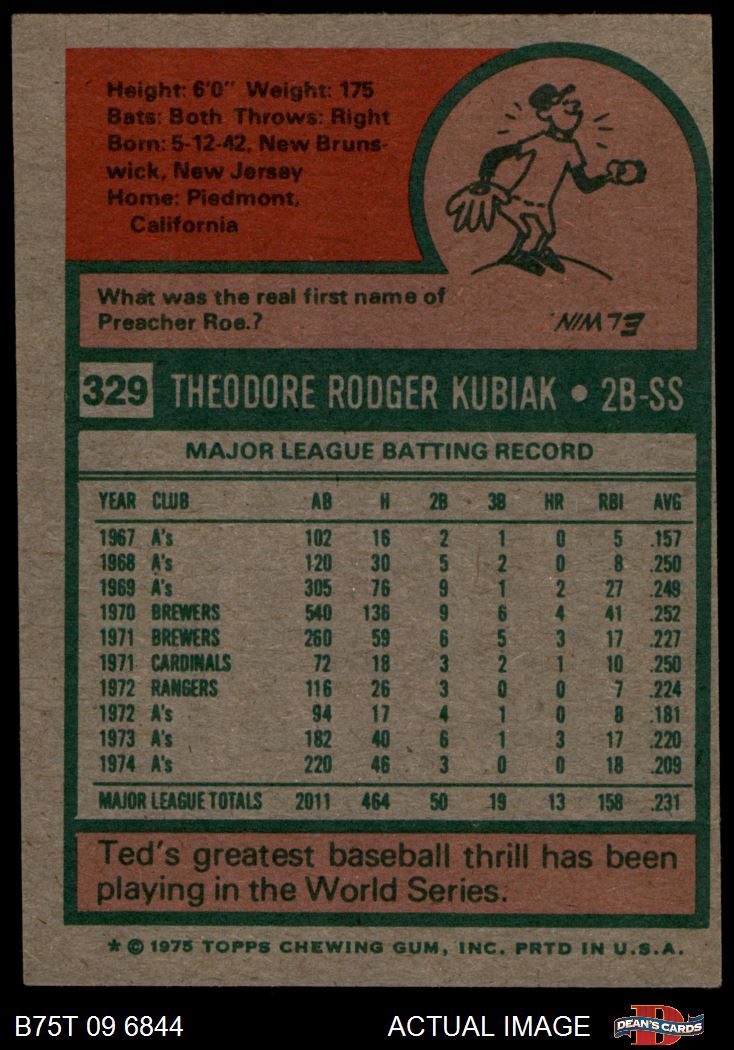 Height: 6'0" Weight: 175
Bats: Both Throws: Right
Born: 5-12-42, New Bruns-
wick, New Jersey
Home: Piedmont,
California
What was the real first name of
Preacher Roe.?
ELWIN.
329 THEODORE RODGER KUBIAK • 2B-SS
MAJOR LEAGUE BATTING RECORD
YEAR CLUB AB H 2B 3B HR RBI AVG
1967 A's 102 16 2 1 0 5 .157
1968 A's 120 30 5 2 0 8 .250
1969 A's 305 76 9 1 2 27 .249
1970 BREWERS 540 136 9 6 4 41 .252
1971 BREWERS 260 59 6 5 3 17 .227
1971 CARDINALS 72 18 3 2 1 10 .250
1972 RANGERS 116 26 3 0 0 7 .224
1972 A's 94 17 4 1 0 8 .181
1973 A's 182 40 6 1 3 17 .220
1974 A's 220 46 3 0 0 18 .209
MAJOR LEAGUE TOTALS 2011 464 50 19 13 158 .231
Ted's greatest baseball thrill has been
playing in the World Series.
* © 1975 TOPPS CHEWING GUM, INC. PRTD IN U.S.A.
B75T 09 6844 ACTUAL IMAGE D DEAN'S CARDS